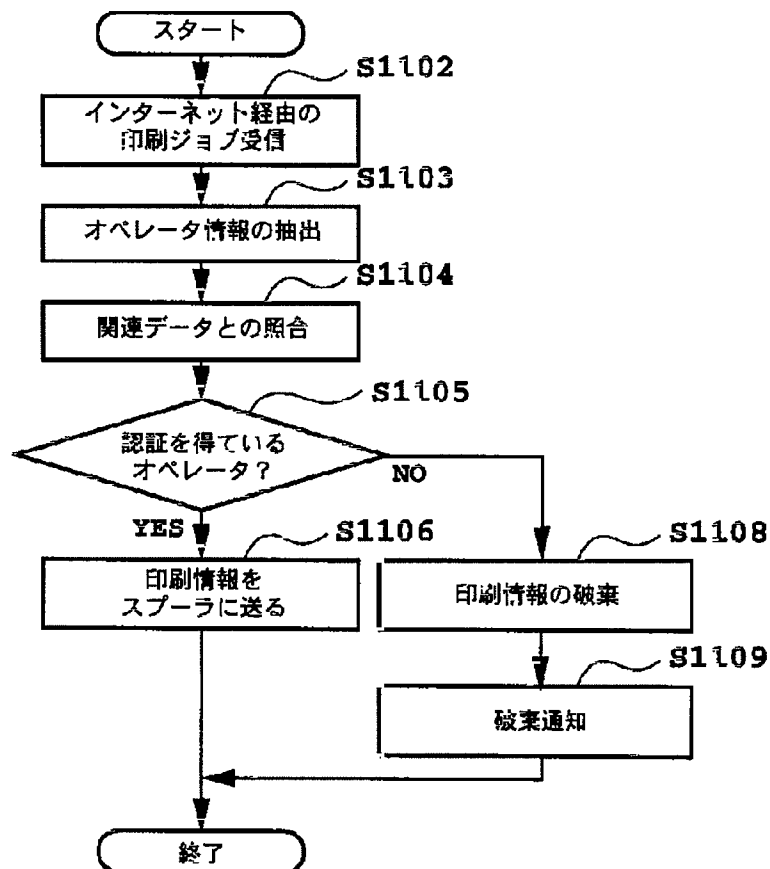 スタート
S1102
インターネット経由の
印刷ジョブ受信
S1103
オペレータ情報の抽出
S1104
関連データとの照合
S1105
認証を得ている
オペレータ？
NO
YES
S1106
印刷情報を
スプーラに送る
S1108
印刷情報の破棄
S1109
破棄通知
終了